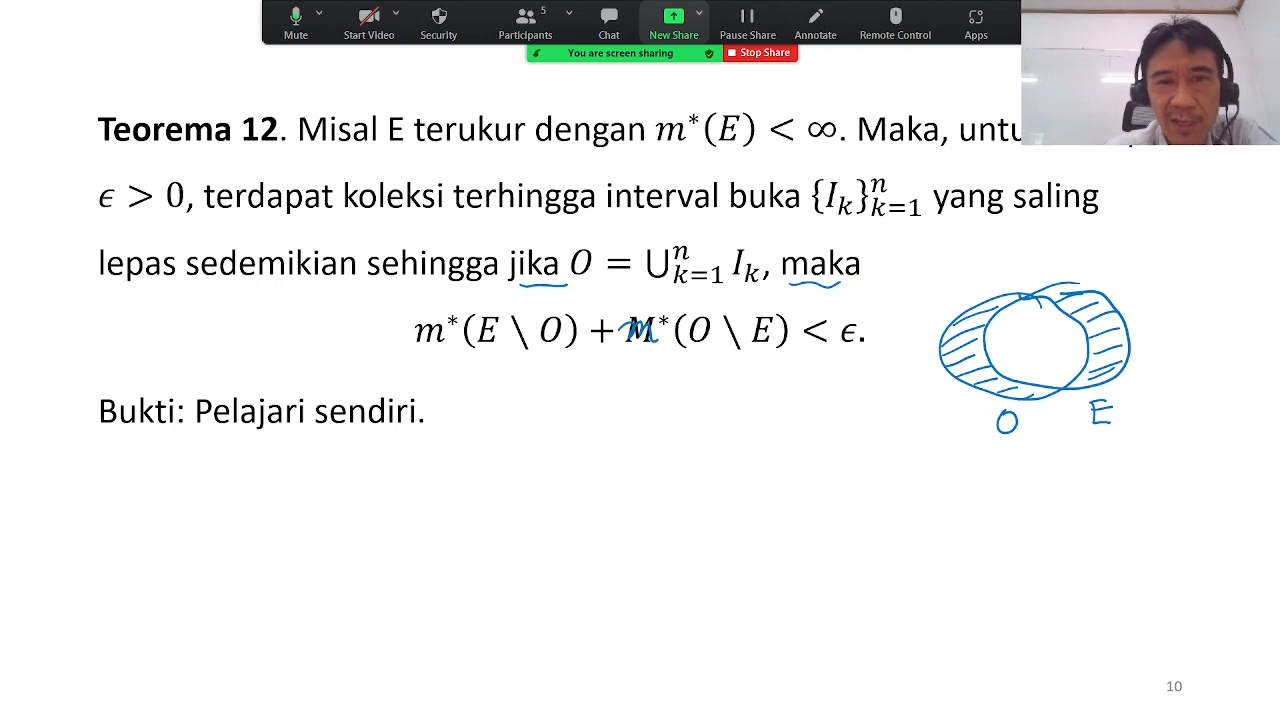 Mute
Start Video
Security
Participants
5
Chat
New Share
Pause Share
Annotate
Remote Control
Apps
You are screen sharing
Stop Share
Teorema 12. Misal E terukur dengan m*(E) < ∞. Maka,
ϵ > 0, terdapat koleksi terhingga interval buka {I_k}_{k=1}^n yang saling
lepas sedemikian sehingga jika O = ⋃_{k=1}^n I_k, maka
m*(E \ O) + m*(O \ E) < ϵ.
Bukti: Pelajari sendiri.
O
E
10